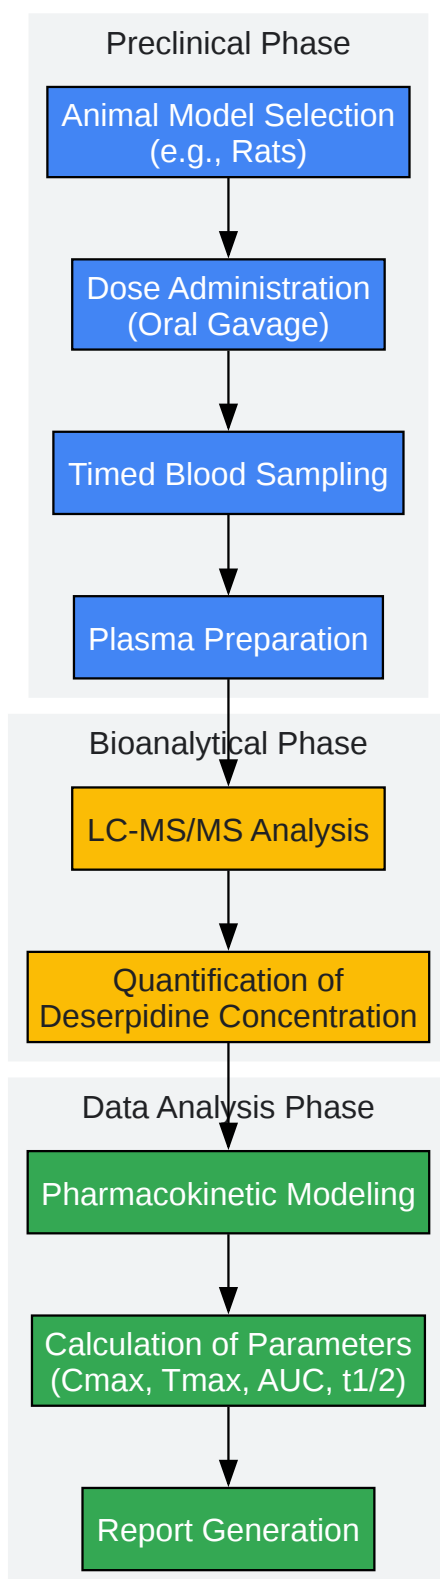 Preclinical Phase
Animal Model Selection
(e.g., Rats)
Dose Administration
(Oral Gavage)
Timed Blood Sampling
Plasma Preparation
Bioanalytical Phase
LC-MS/MS Analysis
Quantification of
Deserpidine Concentration
Data Analysis Phase
Pharmacokinetic Modeling
Calculation of Parameters
(Cmax, Tmax, AUC, t1/2)
Report Generation